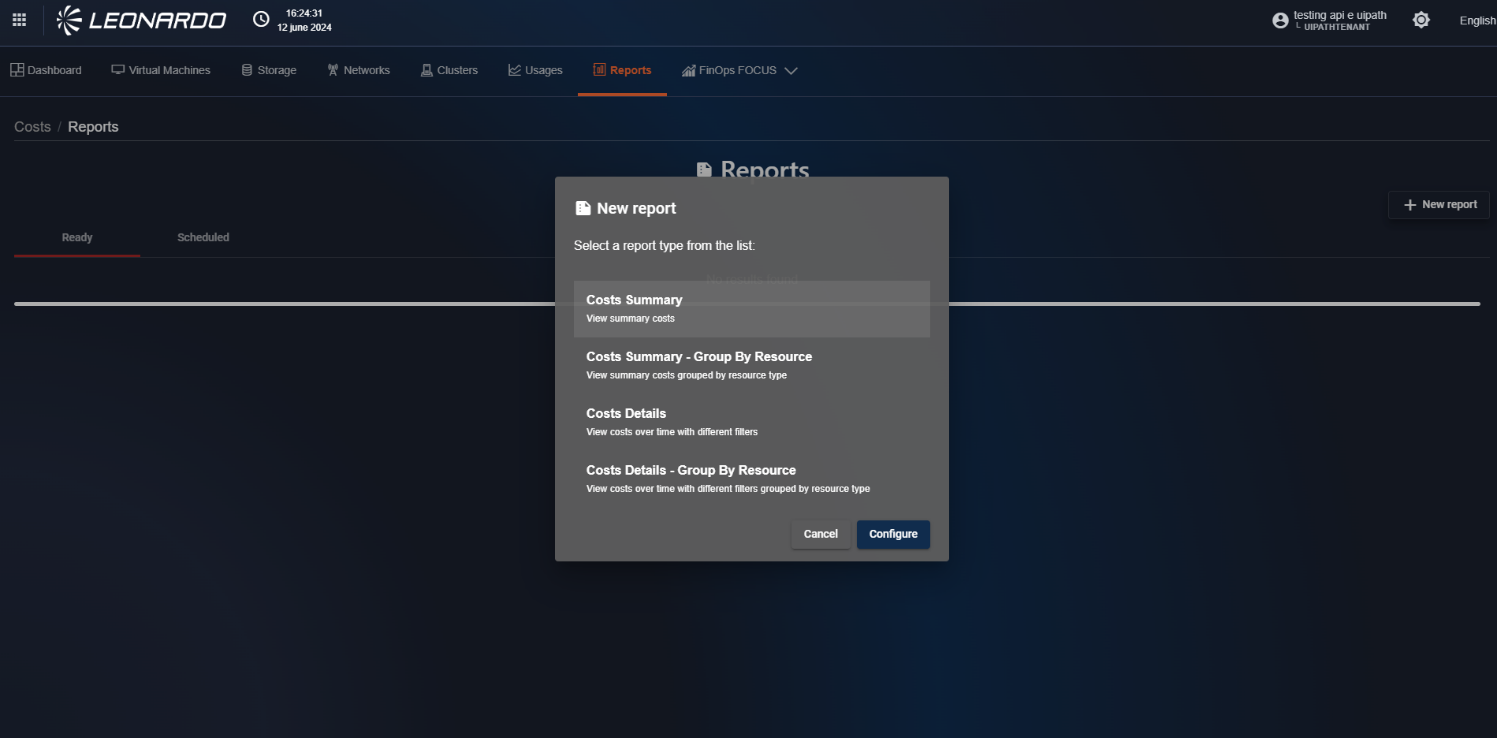 LEONARDO
16:24:31
12 june 2024
testing api e uipath
└ UIPATHTENANT
English
Dashboard
Virtual Machines
Storage
Networks
Clusters
Usages
Reports
FinOps FOCUS
Costs / Reports
Reports
New report
Ready
Scheduled
New report
Select a report type from the list:
Costs Summary
View summary costs
Costs Summary - Group By Resource
View summary costs grouped by resource type
Costs Details
View costs over time with different filters
Costs Details - Group By Resource
View costs over time with different filters grouped by resource type
Cancel
Configure